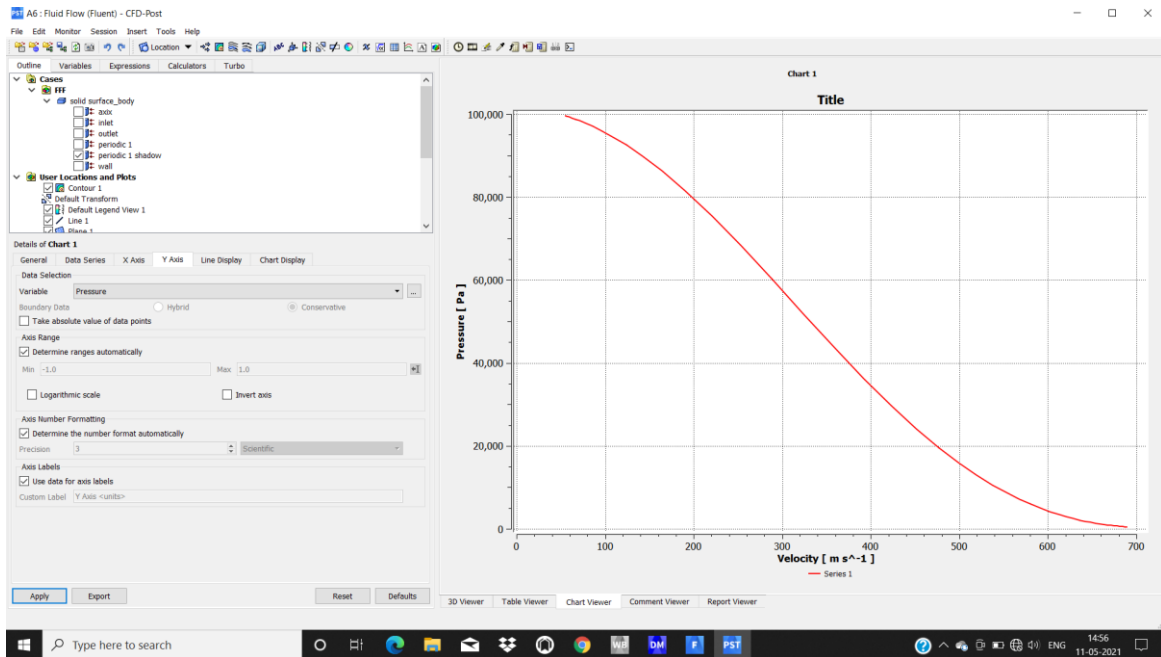 PST A6 : Fluid Flow (Fluent) - CFD-Post
File Edit Monitor Session Insert Tools Help
Location
Outline Variables Expressions Calculators Turbo
Cases
FFF
solid surface_body
axix
inlet
outlet
periodic 1
periodic 1 shadow
wall
User Locations and Plots
Contour 1
Default Transform
Default Legend View 1
Line 1
Plane 1
Details of Chart 1
General Data Series X Axis Y Axis Line Display Chart Display
Data Selection
Variable Pressure ...
Boundary Data Hybrid Conservative
Take absolute value of data points
Axis Range
Determine ranges automatically
Min -1.0 Max 1.0
Logarithmic scale Invert axis
Axis Number Formatting
Determine the number format automatically
Precision 3 Scientific
Axis Labels
Use data for axis labels
Custom Label Y Axis <units>
Apply Export Reset Defaults
Chart 1
Title
100,000
80,000
60,000
40,000
20,000
0
Pressure [ Pa ]
0 100 200 300 400 500 600 700
Velocity [ m s^-1 ]
Series 1
3D Viewer Table Viewer Chart Viewer Comment Viewer Report Viewer
Type here to search
WB DM F PST
ENG
14:56
11-05-2021